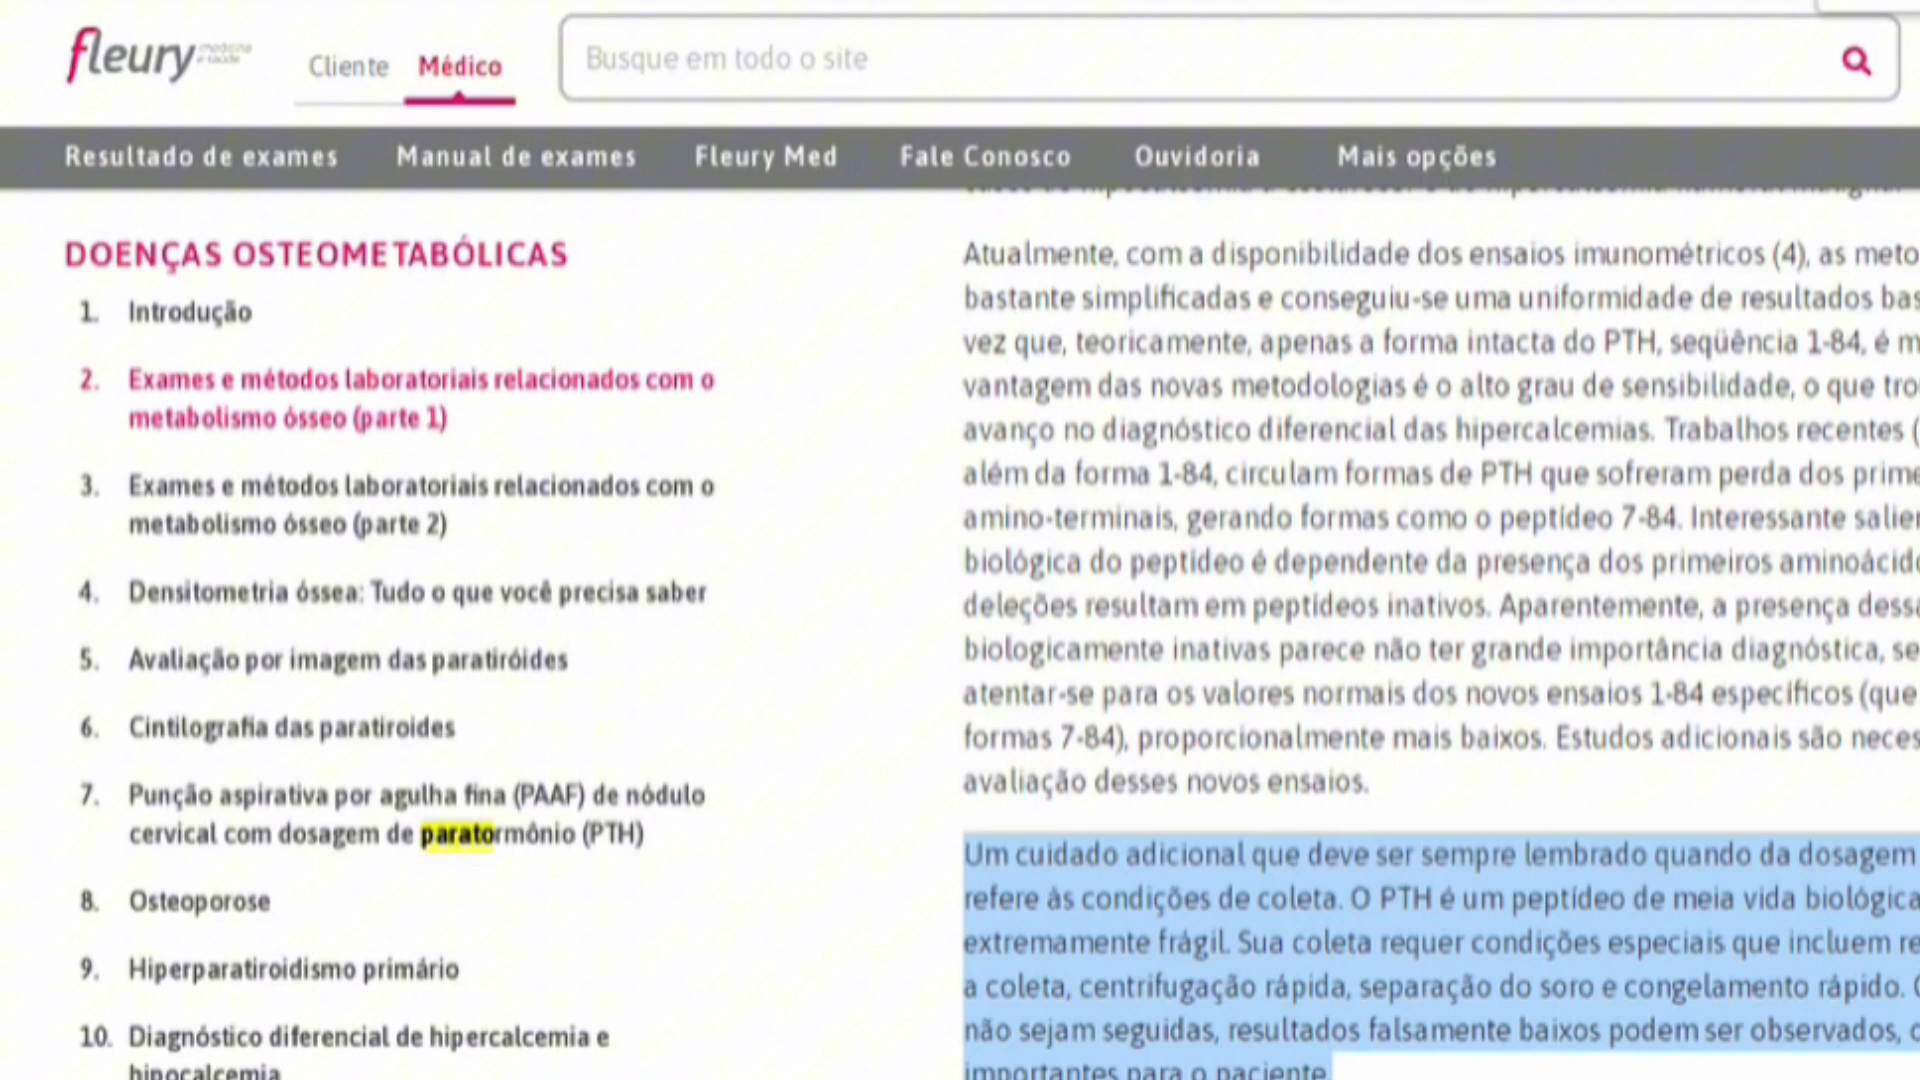 fleury medicina e saúde
Cliente Médico
Busque em todo o site
Resultado de exames Manual de exames Fleury Med Fale Conosco Ouvidoria Mais opções
DOENÇAS OSTEOMETABÓLICAS
1. Introdução
2. Exames e métodos laboratoriais relacionados com o
metabolismo ósseo (parte 1)
3. Exames e métodos laboratoriais relacionados com o
metabolismo ósseo (parte 2)
4. Densitometria óssea: Tudo o que você precisa saber
5. Avaliação por imagem das paratiróides
6. Cintilografia das paratiroides
7. Punção aspirativa por agulha fina (PAAF) de nódulo
cervical com dosagem de paratormônio (PTH)
8. Osteoporose
9. Hiperparatiroidismo primário
10. Diagnóstico diferencial de hipercalcemia e
hipocalcemia
Atualmente, com a disponibilidade dos ensaios imunométricos (4), as meto
bastante simplificadas e conseguiu-se uma uniformidade de resultados bas
vez que, teoricamente, apenas a forma intacta do PTH, seqüência 1-84, é m
vantagem das novas metodologias é o alto grau de sensibilidade, o que tro
avanço no diagnóstico diferencial das hipercalcemias. Trabalhos recentes (
além da forma 1-84, circulam formas de PTH que sofreram perda dos prime
amino-terminais, gerando formas como o peptídeo 7-84. Interessante salier
biológica do peptídeo é dependente da presença dos primeiros aminoácido
deleções resultam em peptídeos inativos. Aparentemente, a presença dessa
biologicamente inativas parece não ter grande importância diagnóstica, se
atentar-se para os valores normais dos novos ensaios 1-84 específicos (que
formas 7-84), proporcionalmente mais baixos. Estudos adicionais são neces
avaliação desses novos ensaios.
Um cuidado adicional que deve ser sempre lembrado quando da dosagem
refere às condições de coleta. O PTH é um peptídeo de meia vida biológica
extremamente frágil. Sua coleta requer condições especiais que incluem re
a coleta, centrifugação rápida, separação do soro e congelamento rápido.
não sejam seguidas, resultados falsamente baixos podem ser observados,
importantes para o paciente.